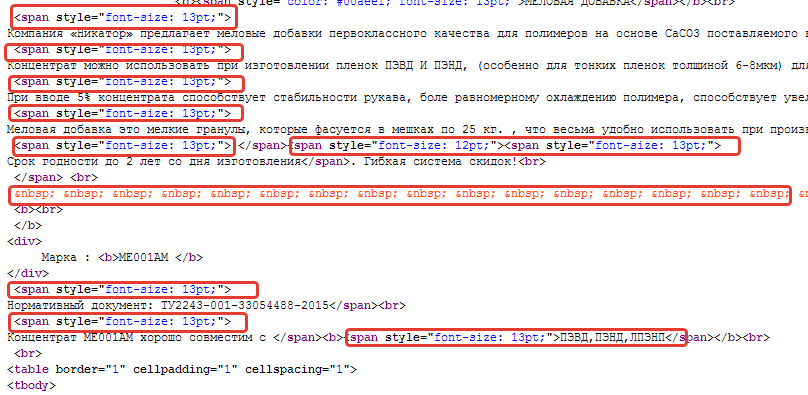 <b><span style="color: #00aeef; font-size: 13pt;">МЕЛОВАЯ ДОБАВКА</span></b><br>
<span style="font-size: 13pt;">
Компания «Никатор» предлагает меловые добавки первоклассного качества для полимеров на основе CaCO3 поставляемого
<span style="font-size: 13pt;">
Концентрат можно использовать при изготовлении пленок ПЭВД И ПЭНД, (особенно для тонких пленок толщиной 6-8мкм)
<span style="font-size: 13pt;">
При вводе 5% концентрата способствует стабильности рукава, боле равномерному охлаждению полимера, способствует
<span style="font-size: 13pt;">
Меловая добавка это мелкие гранулы, которые фасуется в мешках по 25 кг. , что весьма удобно использовать при
<span style="font-size: 13pt;"> </span><span style="font-size: 12pt;"><span style="font-size: 13pt;">
Срок годности до 2 лет со дня изготовления</span>. Гибкая система скидок!<br>
</span> <br>
&nbsp; &nbsp; &nbsp; &nbsp; &nbsp; &nbsp; &nbsp; &nbsp; &nbsp; &nbsp; &nbsp; &nbsp; &nbsp; &nbsp; &nbsp; &nbsp;
<b><br>
</b>
<div>
Марка : <b>МЕ001АМ </b>
</div>
<span style="font-size: 13pt;">
Нормативный документ: ТУ2243-001-33054488-2015</span><br>
<span style="font-size: 13pt;">
Концентрат МЕ001АМ хорошо совместим с </span><b><span style="font-size: 13pt;">ПЭВД,ПЭНД,ЛПЭНП</span></b><br>
<br>
<table border="1" cellpadding="1" cellspacing="1">
<tbody>